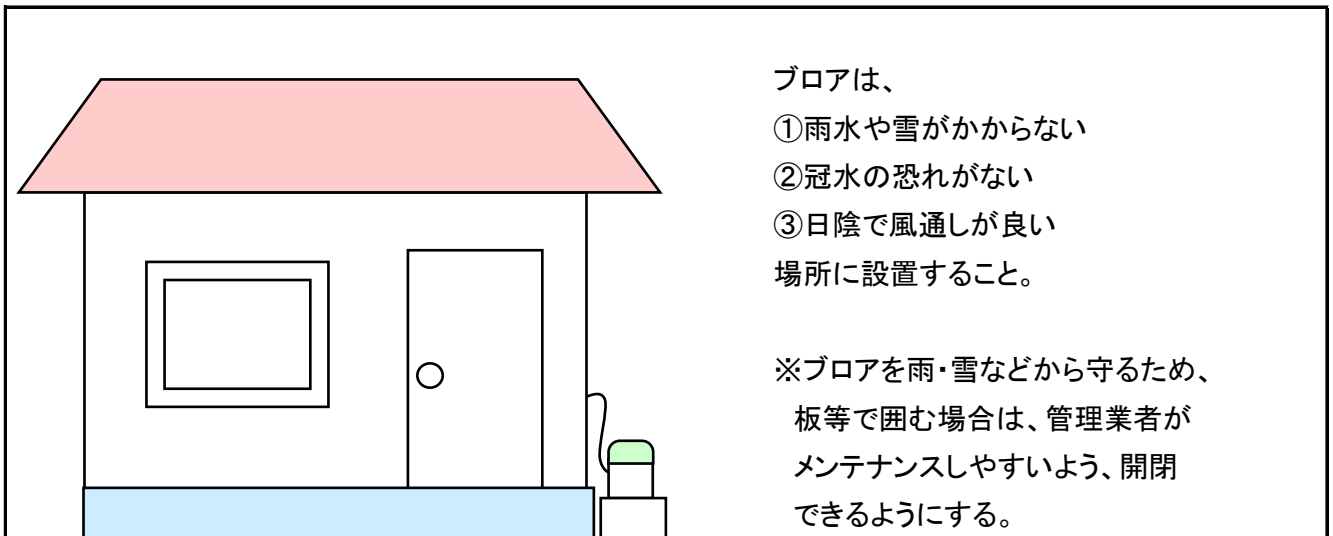 ブロアは、
①雨水や雪がかからない
②冠水の恐れがない
③日陰で風通しが良い
場所に設置すること。
※ブロアを雨・雪などから守るため、
板等で囲む場合は、管理業者が
メンテナンスしやすいよう、開閉
できるようにする。